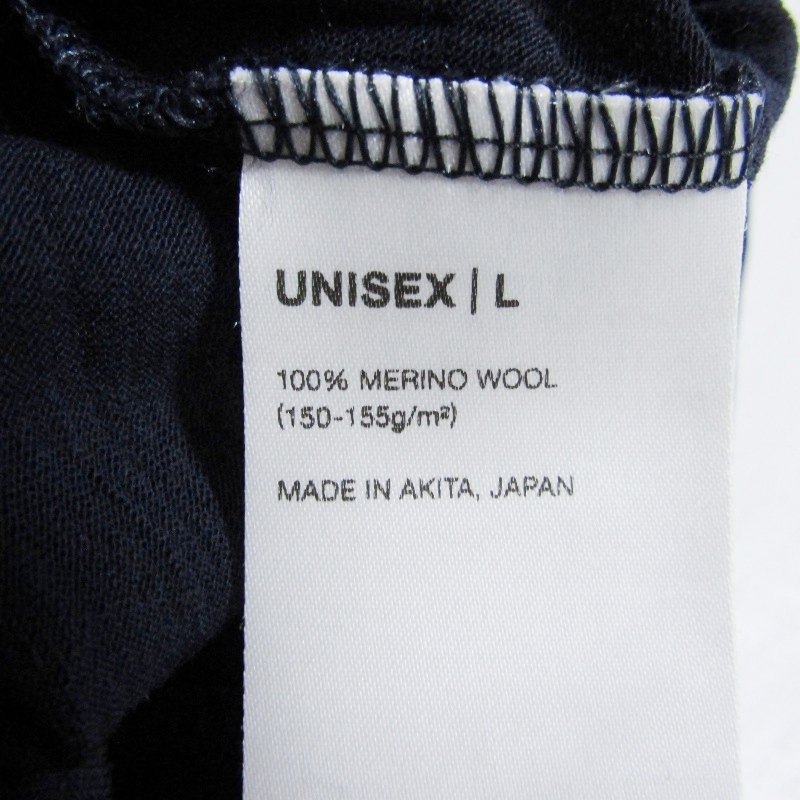 UNISEX | L
100% MERINO WOOL
(150-155g/m²)
MADE IN AKITA, JAPAN